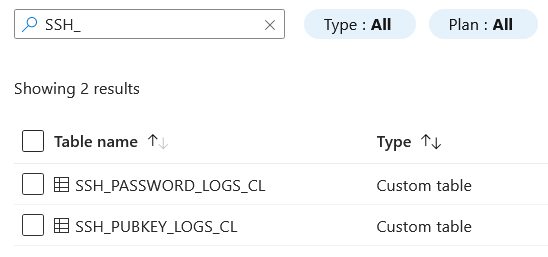 SSH_
Type : All
Plan : All
Showing 2 results
Table name ↑↓ Type ↑↓
SSH_PASSWORD_LOGS_CL Custom table
SSH_PUBKEY_LOGS_CL Custom table